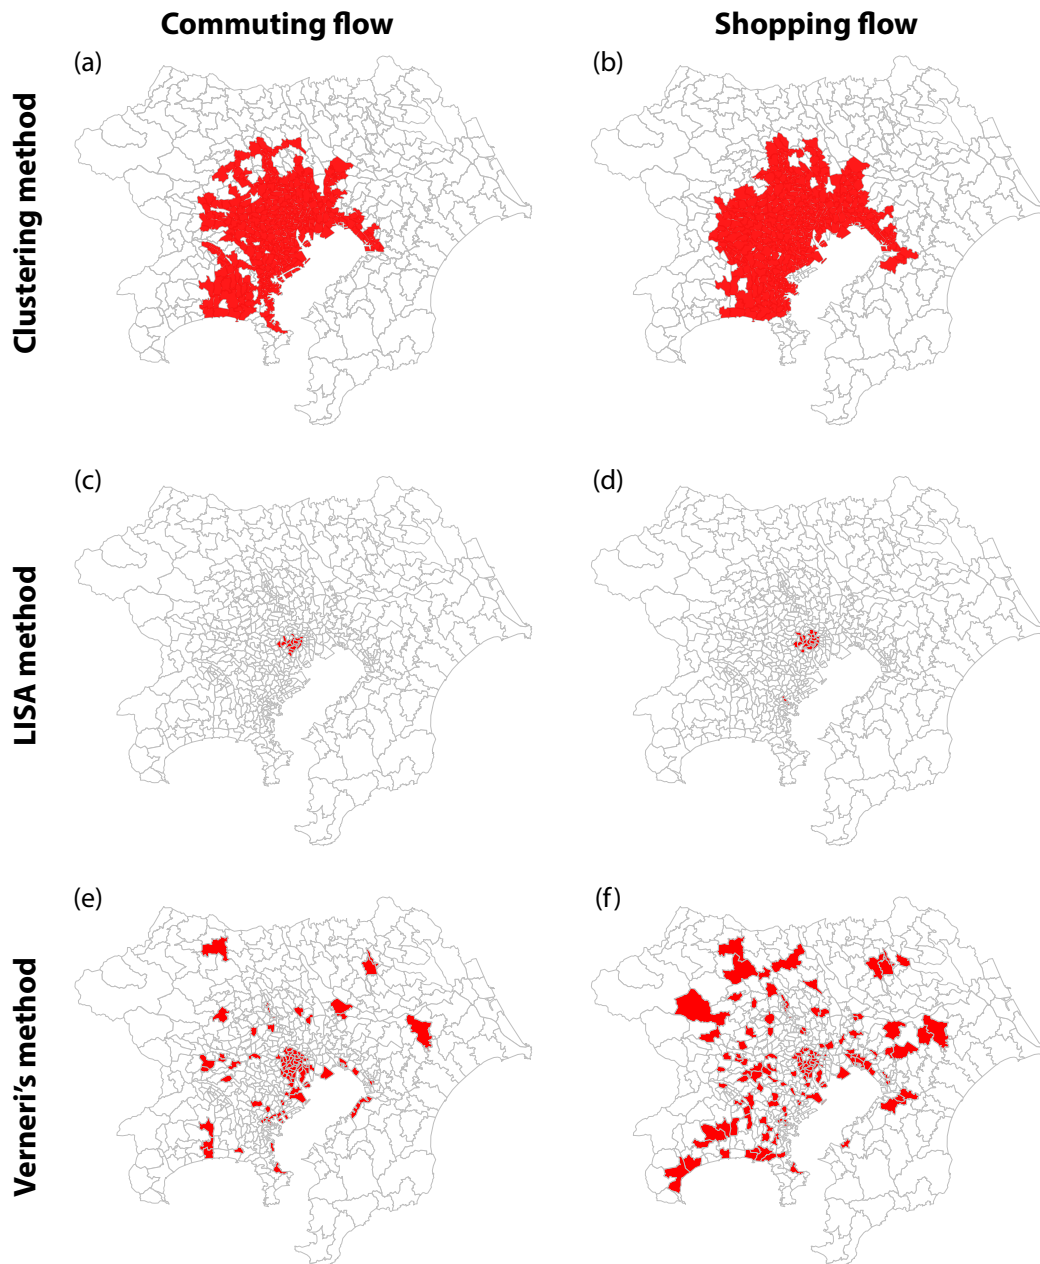 Commuting flow
Shopping flow
Clustering method
(a)
(b)
LISA method
(c)
(d)
Verneri's method
(e)
(f)